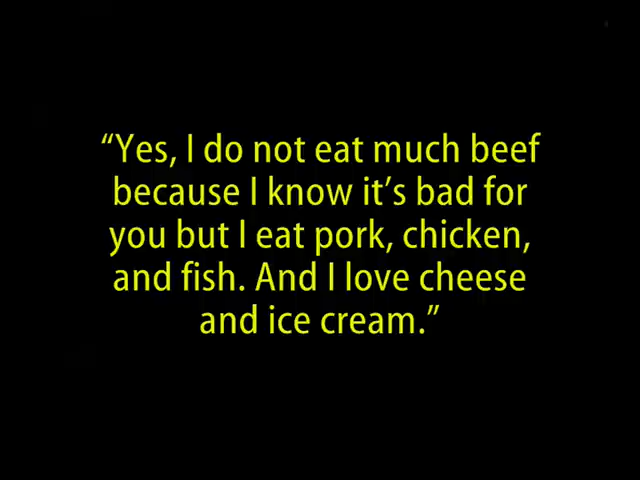 “Yes, I do not eat much beef
because I know it’s bad for
you but I eat pork, chicken,
and fish. And I love cheese
and ice cream.”